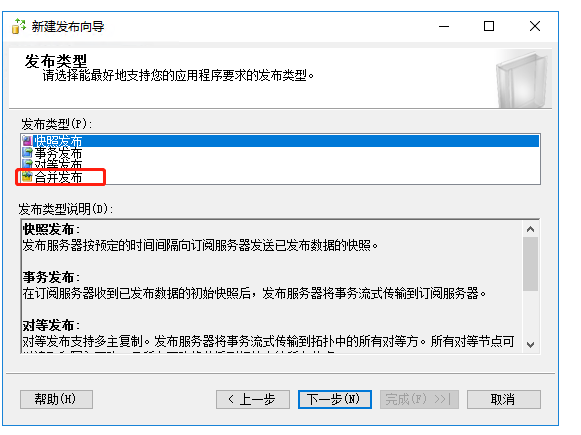 新建发布向导
发布类型
请选择能最好地支持您的应用程序要求的发布类型。
发布类型(P):
快照发布
事务发布
对等发布
合并发布
发布类型说明(D):
快照发布:
发布服务器按预定的时间间隔向订阅服务器发送已发布数据的快照。
事务发布:
在订阅服务器收到已发布数据的初始快照后，发布服务器将事务流式传输到订阅服务器。
对等发布:
对等发布支持多主复制。发布服务器将事务流式传输到拓扑中的所有对等方。所有对等节点可
帮助(H)
< 上一步
下一步(N)
完成(F) >>|
取消